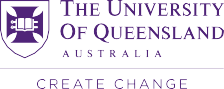 THE UNIVERSITY
OF QUEENSLAND
AUSTRALIA
CREATE CHANGE